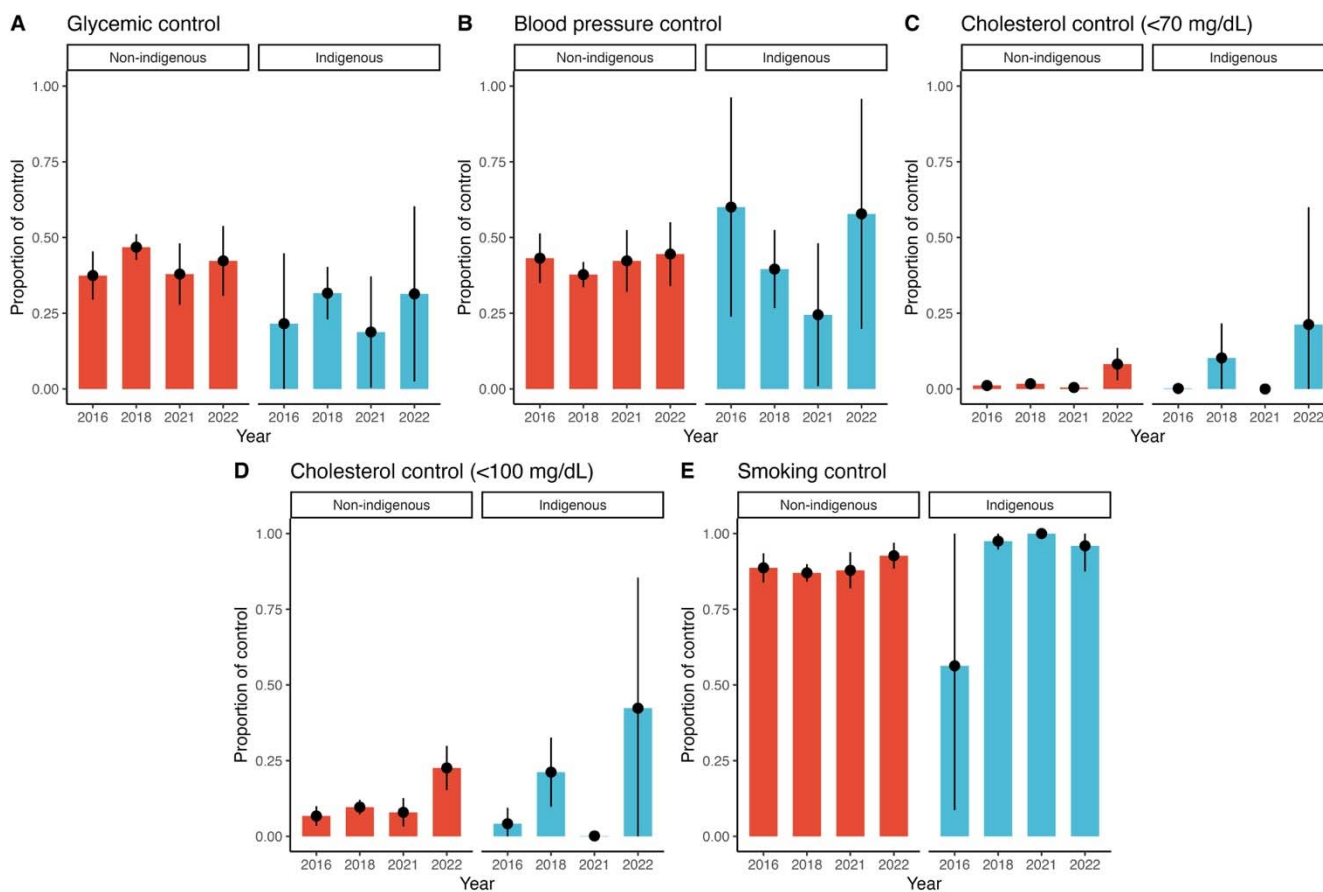 A Glycemic control
Non-indigenous Indigenous
Proportion of control
1.00
0.75
0.50
0.25
0.00
2016 2018 2021 2022 2016 2018 2021 2022
Year
B Blood pressure control
Non-indigenous Indigenous
Proportion of control
1.00
0.75
0.50
0.25
0.00
2016 2018 2021 2022 2016 2018 2021 2022
Year
C Cholesterol control (<70 mg/dL)
Non-indigenous Indigenous
Proportion of control
1.00
0.75
0.50
0.25
0.00
2016 2018 2021 2022 2016 2018 2021 2022
Year
D Cholesterol control (<100 mg/dL)
Non-indigenous Indigenous
Proportion of control
1.00
0.75
0.50
0.25
0.00
2016 2018 2021 2022 2016 2018 2021 2022
Year
E Smoking control
Non-indigenous Indigenous
Proportion of control
1.00
0.75
0.50
0.25
0.00
2016 2018 2021 2022 2016 2018 2021 2022
Year